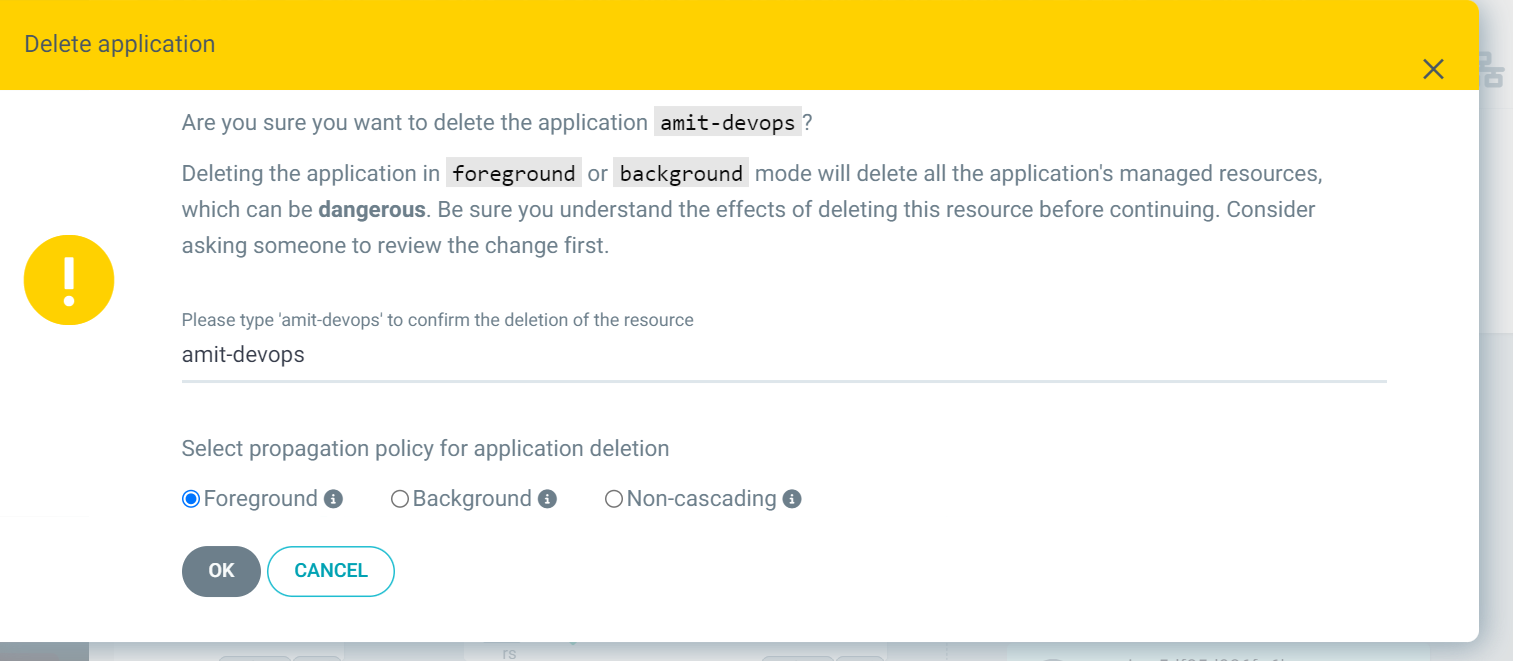 Delete application
Are you sure you want to delete the application amit-devops?
Deleting the application in foreground or background mode will delete all the application's managed resources,
which can be dangerous. Be sure you understand the effects of deleting this resource before continuing. Consider
asking someone to review the change first.
Please type 'amit-devops' to confirm the deletion of the resource
amit-devops
Select propagation policy for application deletion
Foreground Background Non-cascading
OK CANCEL
rs